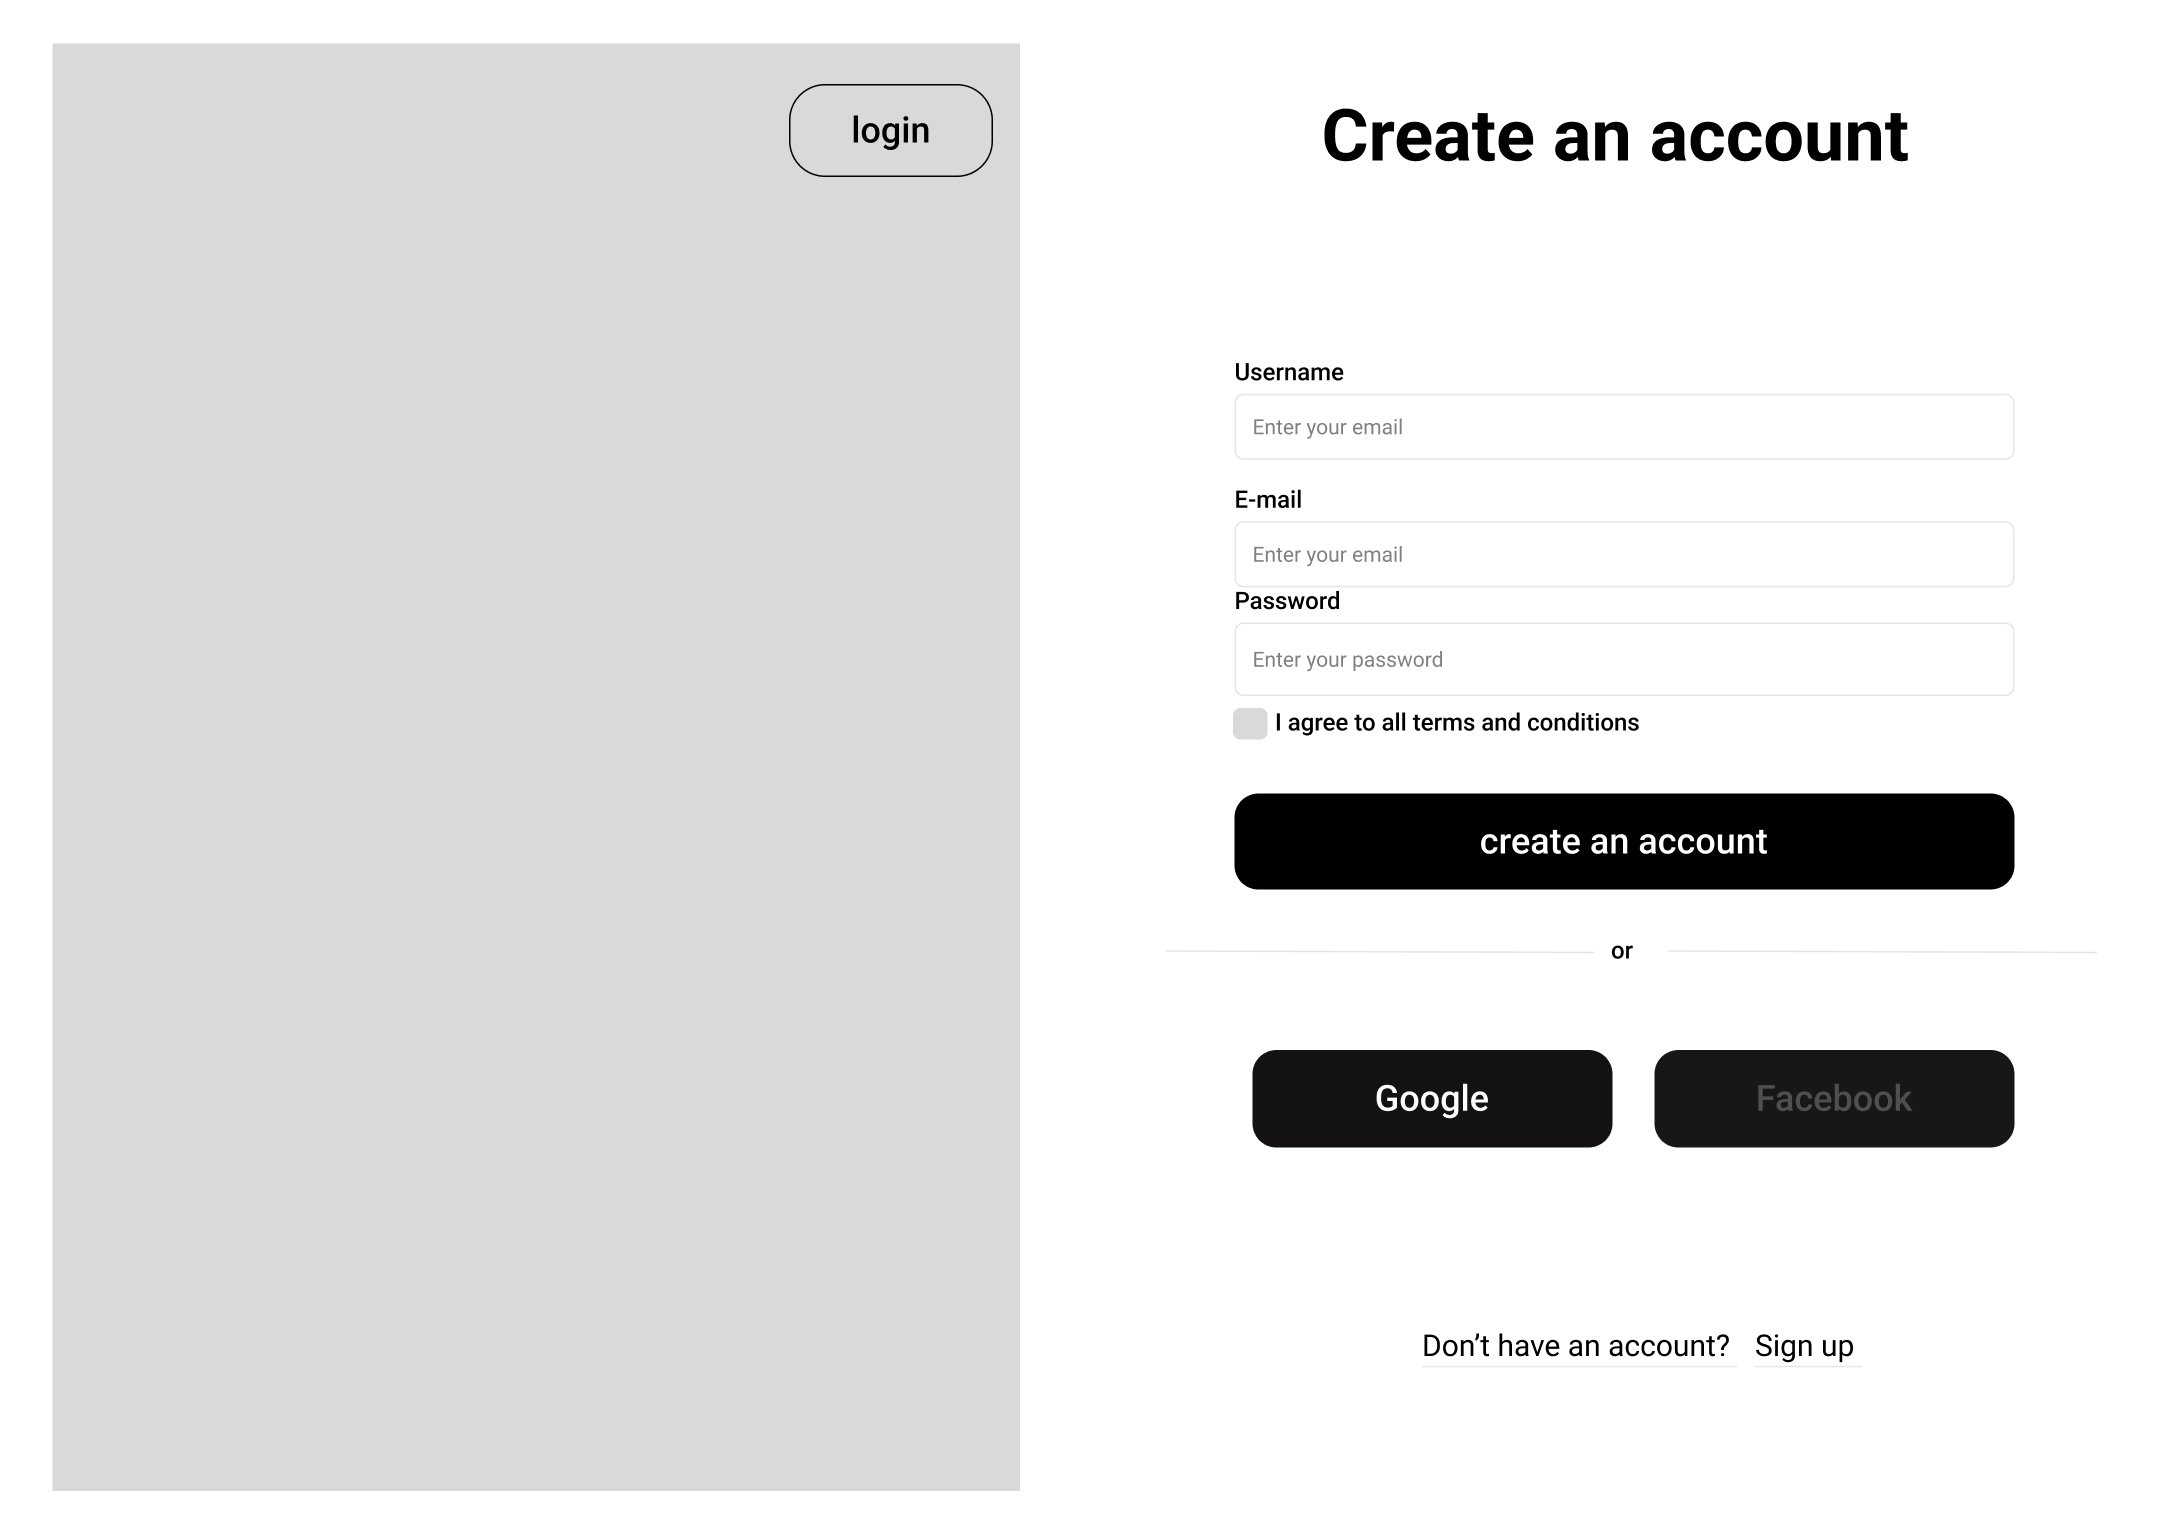 login
Create an account
Username
Enter your email
E-mail
Enter your email
Password
Enter your password
I agree to all terms and conditions
create an account
or
Google
Facebook
Don’t have an account? Sign up